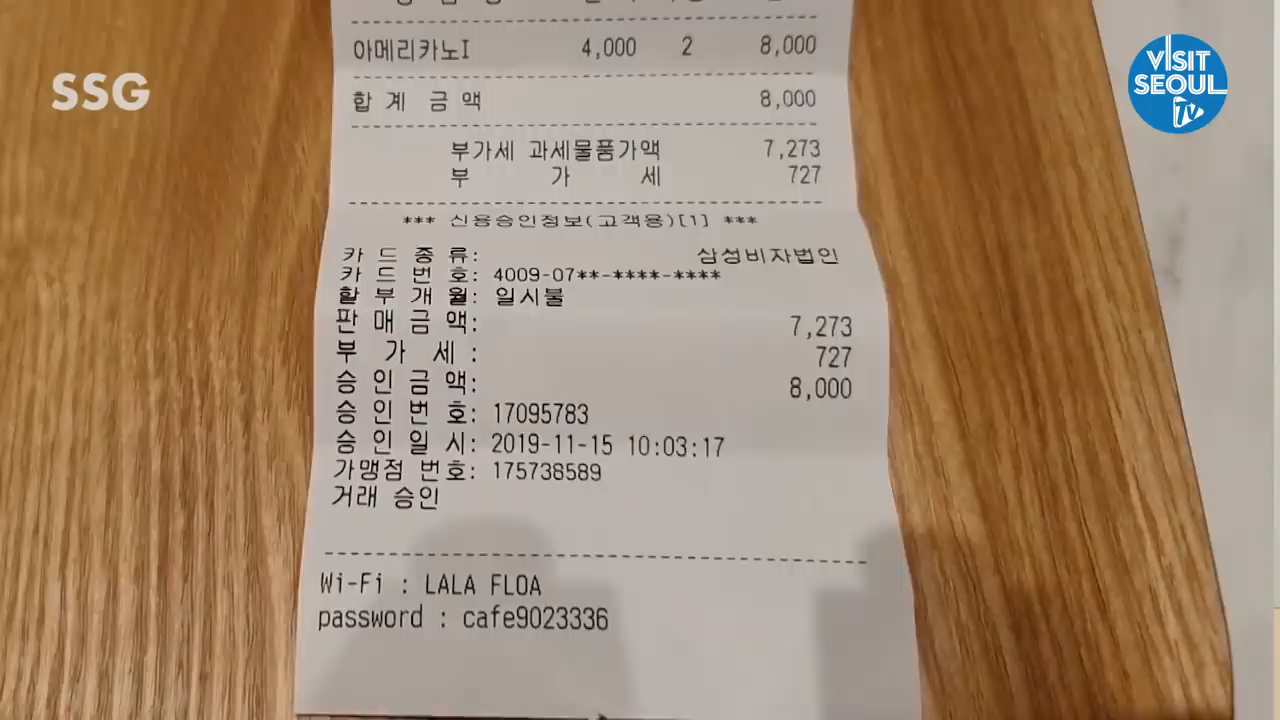 아메리카노I 4,000 2 8,000
합 계 금 액 8,000
부가세 과세물품가액 7,273
부 가 세 727
*** 신용승인정보(고객용)[1] ***
카 드 종 류: 삼성비자법인
카 드 번 호: 4009-07**-****-****
할 부 개 월: 일시불
판 매 금 액: 7,273
부 가 세 : 727
승 인 금 액: 8,000
승 인 번 호: 17095783
승 인 일 시: 2019-11-15 10:03:17
가맹점 번호: 175738589
거래 승인
Wi-Fi : LALA FLOA
password : cafe9023336
SSG
VISIT
SEOUL
TV